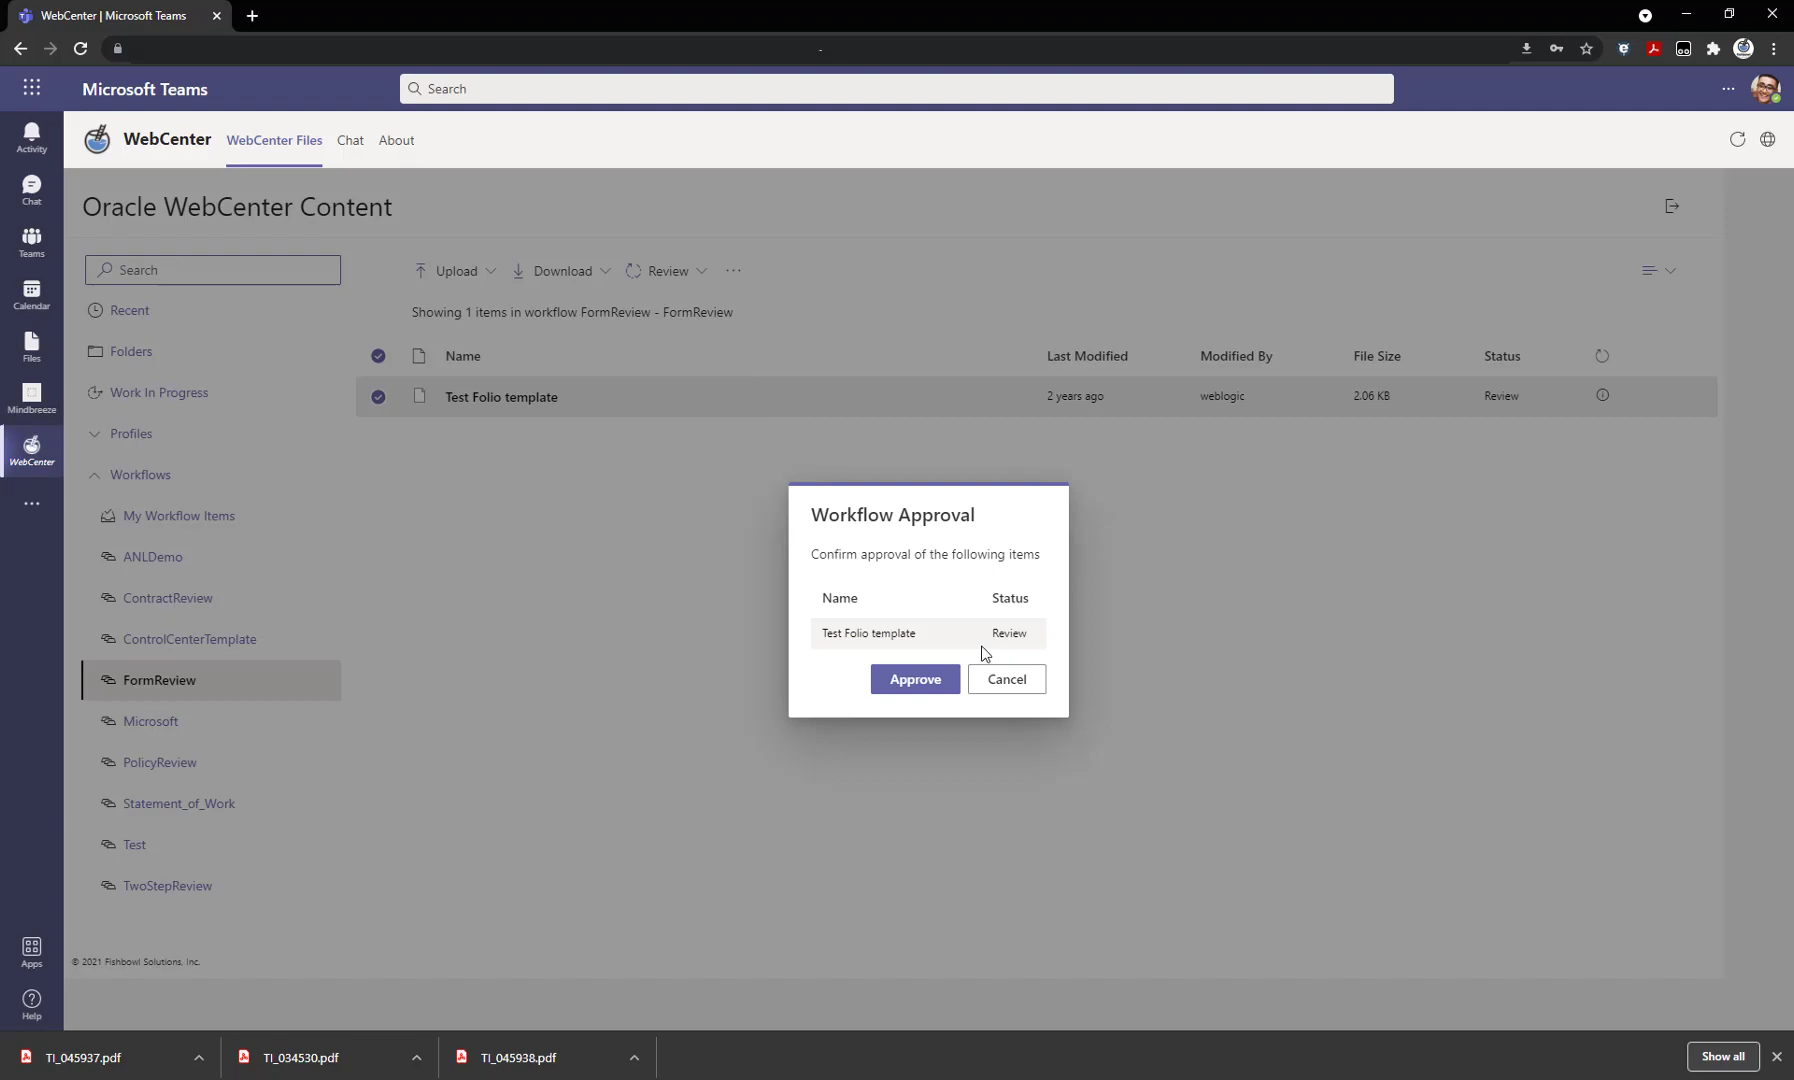 WebCenter | Microsoft Teams
Microsoft Teams
Search
Activity
Chat
Teams
Calendar
Files
Mindbreeze
WebCenter
Apps
Help
WebCenter
WebCenter Files
Chat
About
Oracle WebCenter Content
Search
Upload
Download
Review
Recent
Folders
Work In Progress
Profiles
Workflows
My Workflow Items
ANLDemo
ContractReview
ControlCenterTemplate
FormReview
Microsoft
PolicyReview
Statement_of_Work
Test
TwoStepReview
© 2021 Fishbowl Solutions, Inc.
Showing 1 items in workflow FormReview - FormReview
Name Last Modified Modified By File Size Status
Test Folio template 2 years ago weblogic 2.06 KB Review
Workflow Approval
Confirm approval of the following items
Name Status
Test Folio template Review
Approve Cancel
TI_045937.pdf
TI_034530.pdf
TI_045938.pdf
Show all